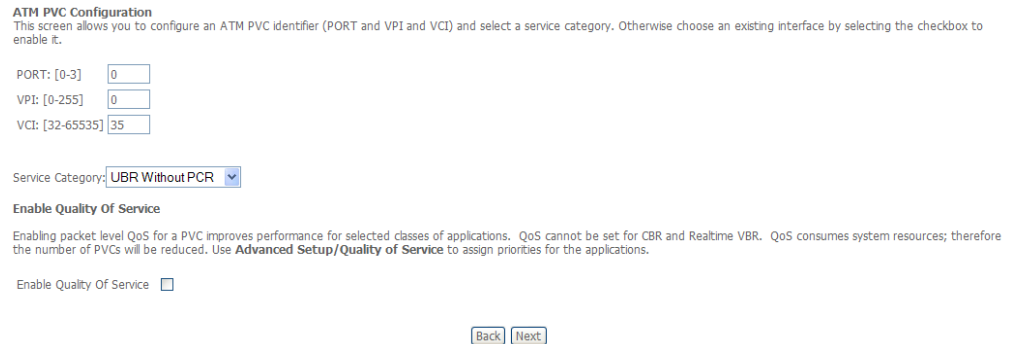 ATM PVC Configuration
This screen allows you to configure an ATM PVC identifier (PORT and VPI and VCI) and select a service category. Otherwise choose an existing interface by selecting the checkbox to
enable it.
PORT: [0-3] 0
VPI: [0-255] 0
VCI: [32-65535] 35
Service Category: UBR Without PCR
Enable Quality Of Service
Enabling packet level QoS for a PVC improves performance for selected classes of applications. QoS cannot be set for CBR and Realtime VBR. QoS consumes system resources; therefore
the number of PVCs will be reduced. Use Advanced Setup/Quality of Service to assign priorities for the applications.
Enable Quality Of Service
Back Next